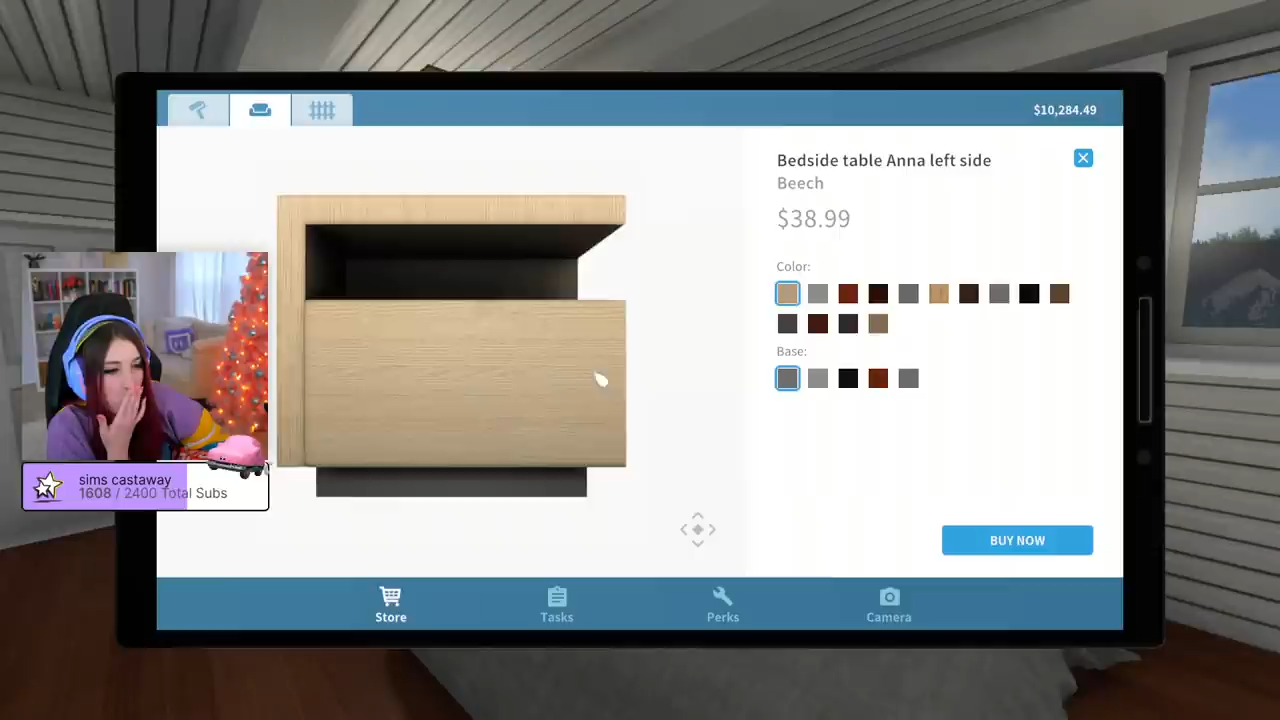 $10,284.49
Bedside table Anna left side
Beech
$38.99
Color:
Base:
BUY NOW
sims castaway
1608 / 2400 Total Subs
Store
Tasks
Perks
Camera